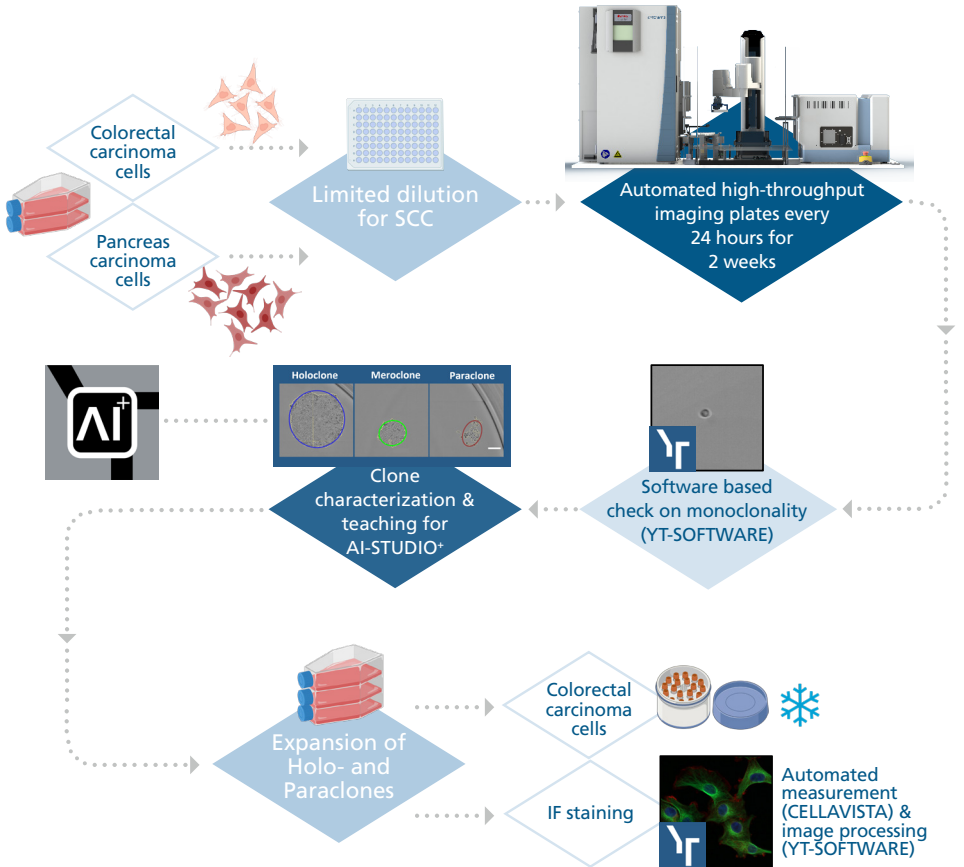 Colorectal
carcinoma
cells
Pancreas
carcinoma
cells
Limited dilution
for SCC
Automated high-throughput
imaging plates every
24 hours for
2 weeks
AI+
Holoclone Meroclone Paraclone
Clone
characterization &
teaching for
AI-STUDIO⁺
Software based
check on monoclonality
(YT-SOFTWARE)
Expansion of
Holo- and
Paraclones
Colorectal
carcinoma
cells
IF staining
Automated
measurement
(CELLAVISTA) &
image processing
(YT-SOFTWARE)